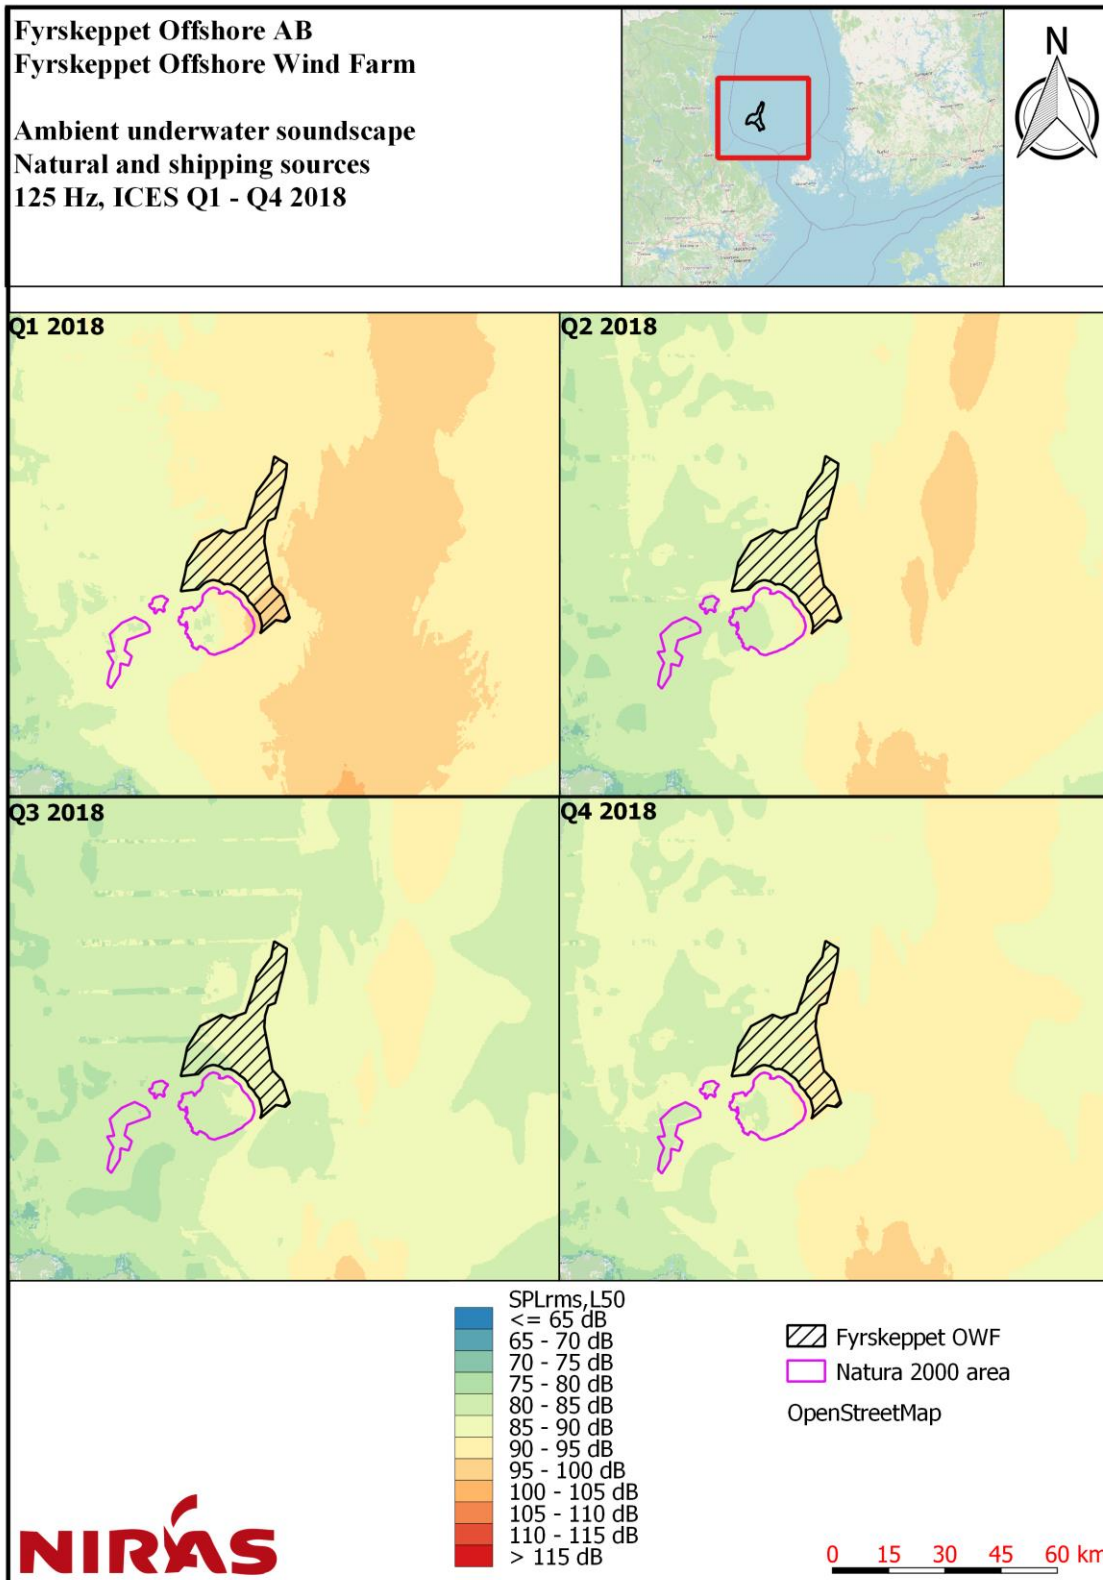 Fyrskeppet Offshore AB
Fyrskeppet Offshore Wind Farm
Ambient underwater soundscape
Natural and shipping sources
125 Hz, ICES Q1 - Q4 2018
N
Q1 2018
Q2 2018
Q3 2018
Q4 2018
SPLrms,L50
<= 65 dB
65 - 70 dB
70 - 75 dB
75 - 80 dB
80 - 85 dB
85 - 90 dB
90 - 95 dB
95 - 100 dB
100 - 105 dB
105 - 110 dB
110 - 115 dB
> 115 dB
Fyrskeppet OWF
Natura 2000 area
OpenStreetMap
NIRAS
0 15 30 45 60 km